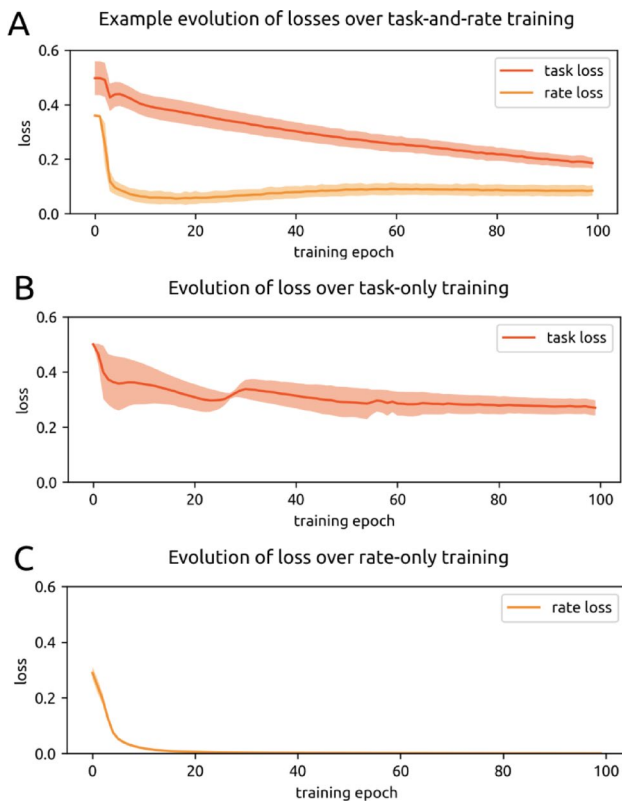 A
Example evolution of losses over task-and-rate training
0.6
0.4
0.2
0.0
loss
task loss
rate loss
0 20 40 60 80 100
training epoch
B
Evolution of loss over task-only training
0.6
0.4
0.2
0.0
loss
task loss
0 20 40 60 80 100
training epoch
C
Evolution of loss over rate-only training
0.6
0.4
0.2
0.0
loss
rate loss
0 20 40 60 80 100
training epoch